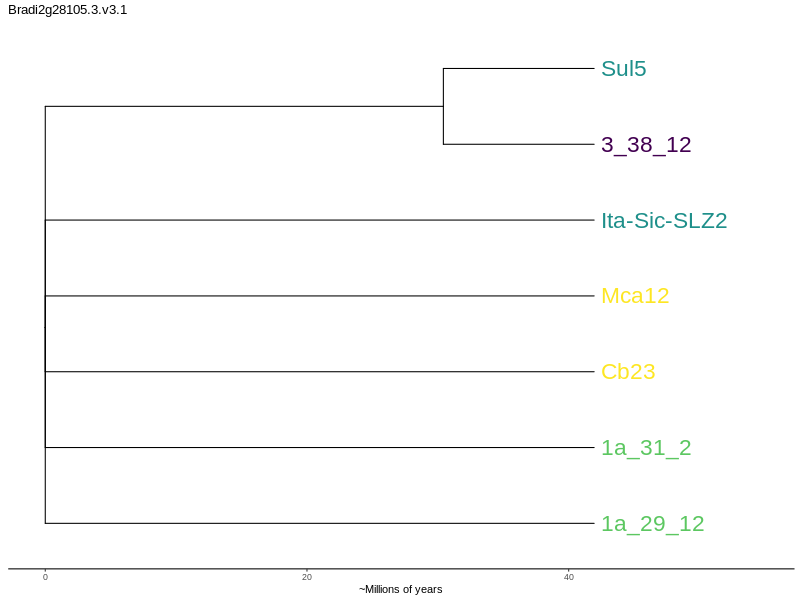 Bradi2g28105.3.v3.1
Sul5
3_38_12
Ita-Sic-SLZ2
Mca12
Cb23
1a_31_2
1a_29_12
0 20 40
~Millions of years